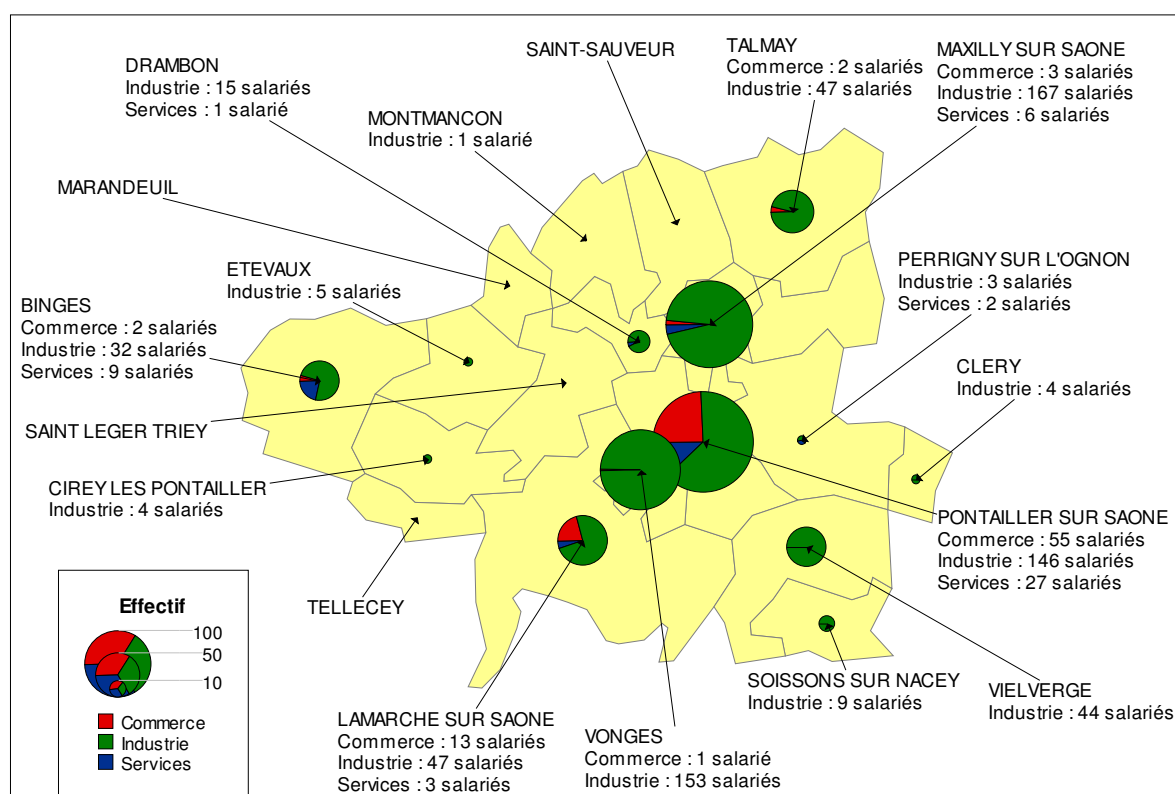 SAINT-SAUVEUR
TALMAY
Commerce : 2 salariés
Industrie : 47 salariés
MAXILLY SUR SAONE
Commerce : 3 salariés
Industrie : 167 salariés
Services : 6 salariés
DRAMBON
Industrie : 15 salariés
Services : 1 salarié
MONTMANCON
Industrie : 1 salarié
MARANDEUIL
ETEVAUX
Industrie : 5 salariés
PERRIGNY SUR L'OGNON
Industrie : 3 salariés
Services : 2 salariés
BINGES
Commerce : 2 salariés
Industrie : 32 salariés
Services : 9 salariés
CLERY
Industrie : 4 salariés
SAINT LEGER TRIEY
CIREY LES PONTAILLER
Industrie : 4 salariés
PONTAILLER SUR SAONE
Commerce : 55 salariés
Industrie : 146 salariés
Services : 27 salariés
TELLECEY
SOISSONS SUR NACEY
Industrie : 9 salariés
VIELVERGE
Industrie : 44 salariés
LAMARCHE SUR SAONE
Commerce : 13 salariés
Industrie : 47 salariés
Services : 3 salariés
VONGES
Commerce : 1 salarié
Industrie : 153 salariés
Effectif
100
50
10
Commerce
Industrie
Services